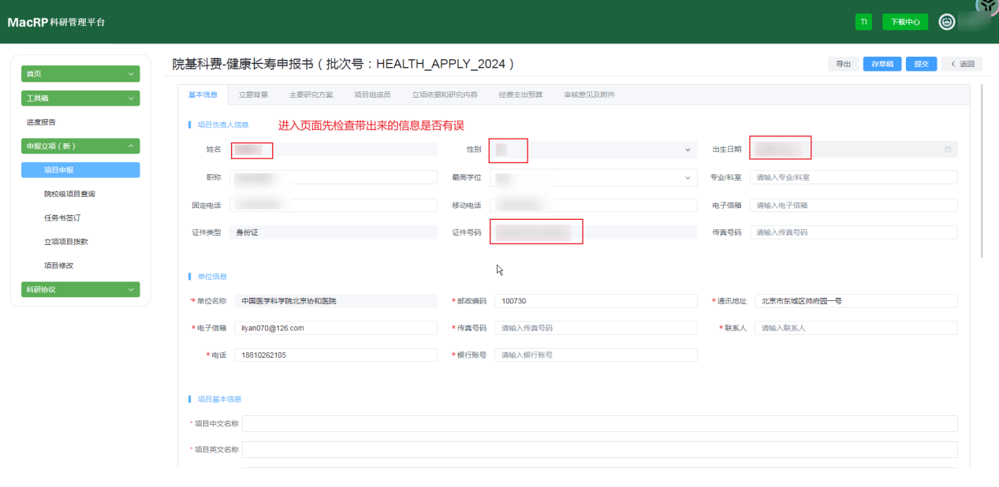 MacRP科研管理平台
TI
下载中心
院基科费-健康长寿申报书（批次号：HEALTH_APPLY_2024）
导出
存草稿
提交
返回
首页
工具箱
进度报告
申报立项（新）
项目申报
院校级项目查询
任务书签订
立项项目拨款
项目修改
科研协议
基本信息 立题背景 主要研究方案 项目组成员 立项依据和研究内容 经费支出预算 审核意见及附件
项目负责人信息 进入页面先检查带出来的信息是否有误
姓名 性别 出生日期
职称 最高学位 专业/科室 请输入专业/科室
固定电话 移动电话 电子信箱 请输入电子信箱
证件类型 身份证 证件号码 传真号码 请输入传真号码
单位信息
*单位名称 中国医学科学院北京协和医院 *邮政编码 100730 *通讯地址 北京市东城区帅府园一号
*电子信箱 liyan070@126.com *传真号码 请输入传真号码 *联系人 请输入联系人
*电话 18810262105 *银行账号 请输入银行账号
项目基本信息
*项目中文名称
*项目英文名称